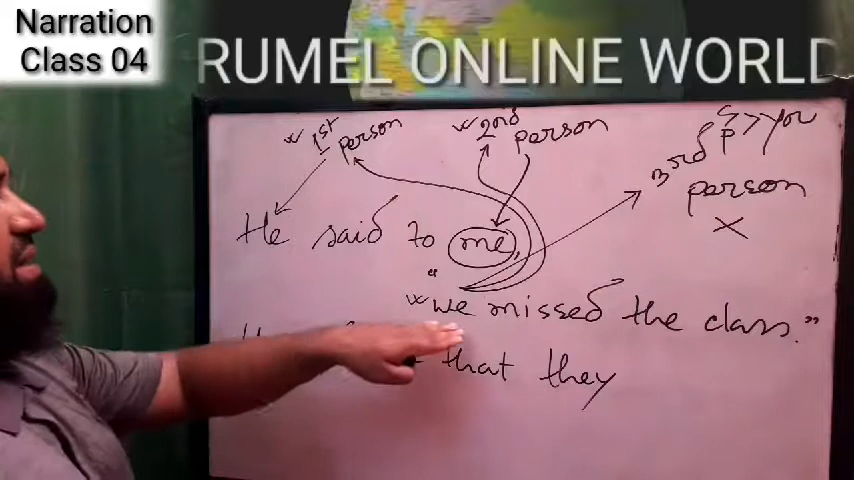 Narration
Class 04
RUMEL ONLINE WORLD
w 1st person
w 2nd person
3rd person
>you
He said to me,
"we missed the class."
that they